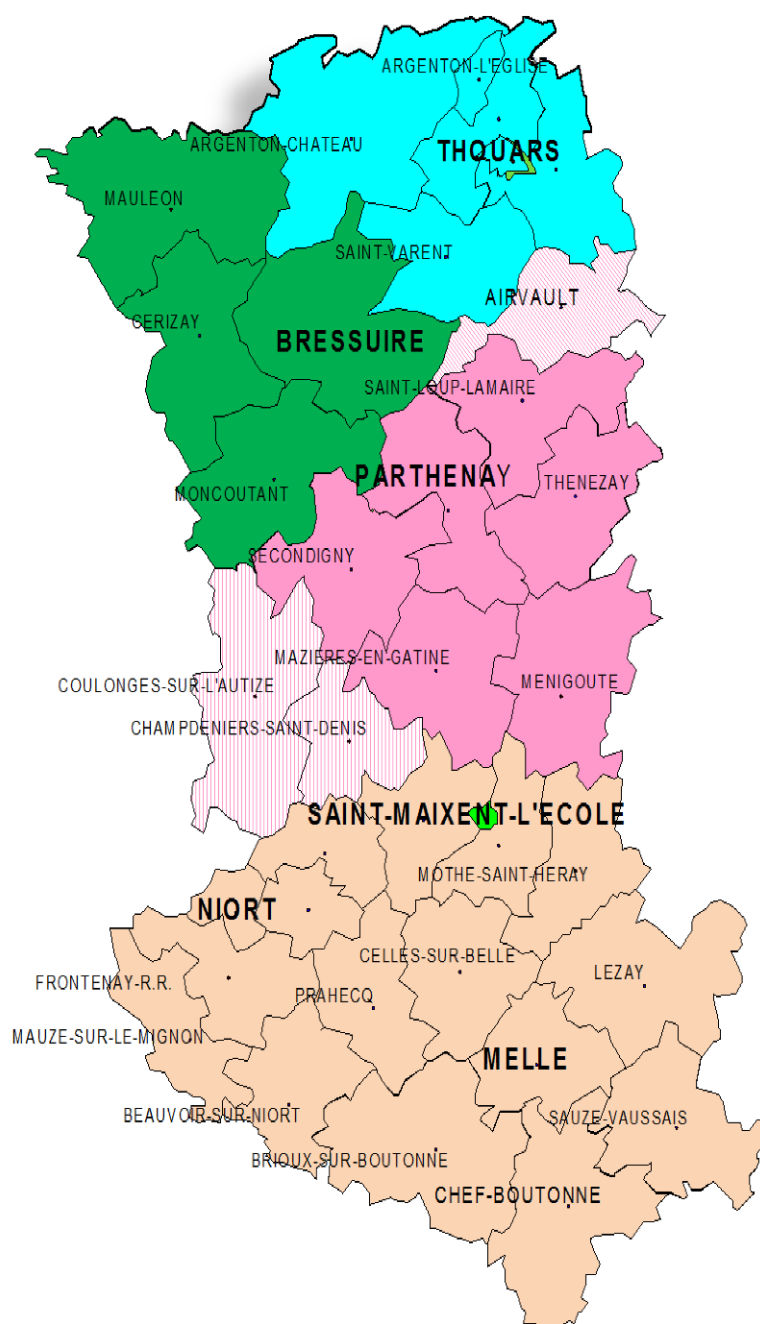 ARGENTON-L'EGLISE
ARGENTON-CHATEAU
THOUARS
MAULEON
SAINT-VARENT
AIRVAULT
CERIZAY
BRESSUIRE
SAINT-LOUP-LAMAIRE
PARTHENAY
THENEZAY
MONCOUTANT
SECONDIGNY
MAZIERES-EN-GATINE
COULONGES-SUR-L'AUTIZE
MENIGOUTE
CHAMPDENIERS-SAINT-DENIS
SAINT-MAIXENT-L'ECOLE
MOTHE-SAINT-HERAY
NIORT
CELLES-SUR-BELLE
LEZAY
FRONTENAY-R.R.
PRAHECQ
MAUZE-SUR-LE-MIGNON
MELLE
BEAUVOIR-SUR-NIORT
SAUZE-VAUSSAIS
BRIOUX-SUR-BOUTONNE
CHEF-BOUTONNE